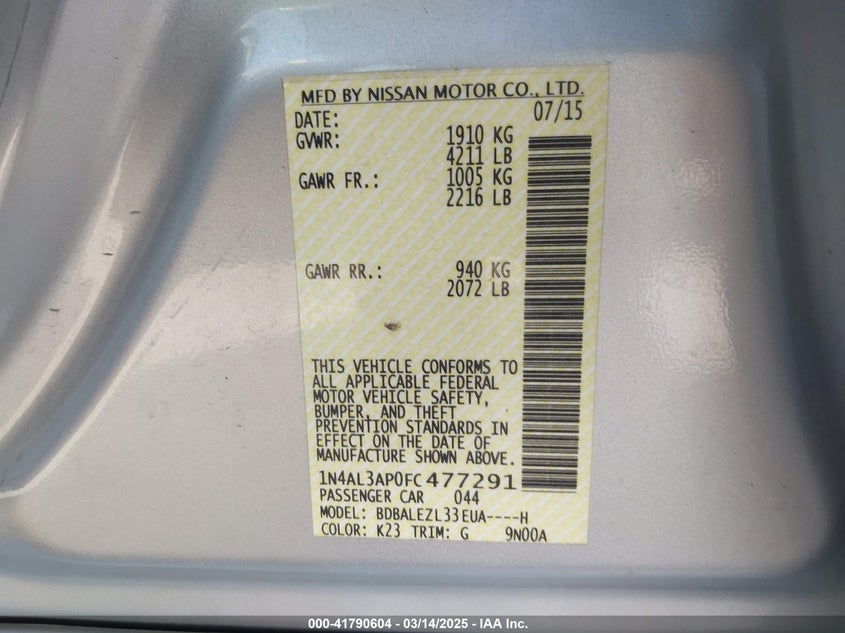 MFD BY NISSAN MOTOR CO., LTD.
DATE: 07/15
GVWR: 1910 KG
4211 LB
GAWR FR.: 1005 KG
2216 LB
GAWR RR.: 940 KG
2072 LB
THIS VEHICLE CONFORMS TO
ALL APPLICABLE FEDERAL
MOTOR VEHICLE SAFETY,
BUMPER, AND THEFT
PREVENTION STANDARDS IN
EFFECT ON THE DATE OF
MANUFACTURE SHOWN ABOVE.
1N4AL3AP0FC477291
PASSENGER CAR 044
MODEL: BDBALEZL33EUA----H
COLOR: K23 TRIM: G 9N00A
000-41790604 - 03/14/2025 - IAA Inc.